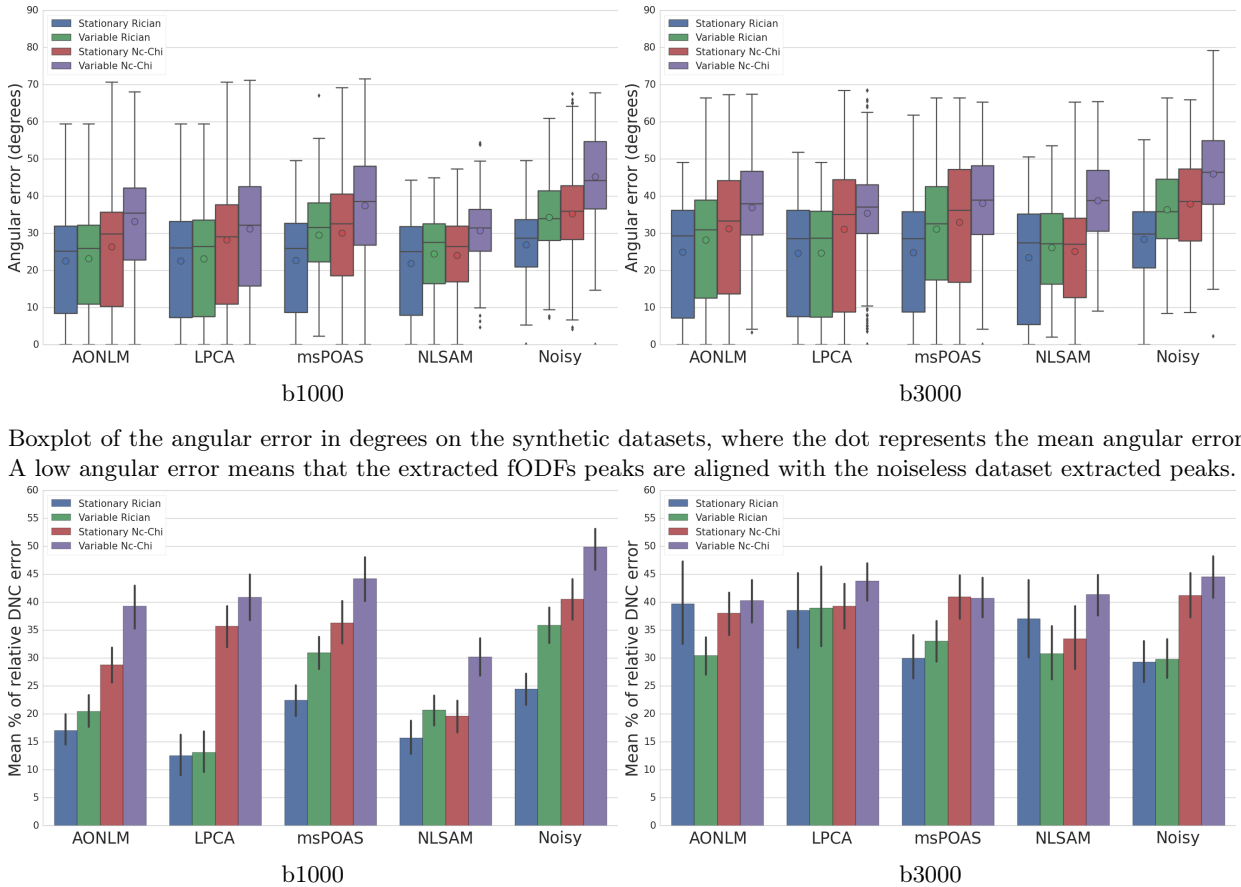 90
80
70
60
50
40
30
20
10
0
Angular error (degrees)
Stationary Rician
Variable Rician
Stationary Nc-Chi
Variable Nc-Chi
AONLM LPCA msPOAS NLSAM Noisy
b1000
90
80
70
60
50
40
30
20
10
0
Angular error (degrees)
Stationary Rician
Variable Rician
Stationary Nc-Chi
Variable Nc-Chi
AONLM LPCA msPOAS NLSAM Noisy
b3000
Boxplot of the angular error in degrees on the synthetic datasets, where the dot represents the mean angular error
A low angular error means that the extracted fODFs peaks are aligned with the noiseless dataset extracted peaks.
60
55
50
45
40
35
30
25
20
15
10
5
0
Mean % of relative DNC error
Stationary Rician
Variable Rician
Stationary Nc-Chi
Variable Nc-Chi
AONLM LPCA msPOAS NLSAM Noisy
b1000
60
55
50
45
40
35
30
25
20
15
10
5
0
Mean % of relative DNC error
Stationary Rician
Variable Rician
Stationary Nc-Chi
Variable Nc-Chi
AONLM LPCA msPOAS NLSAM Noisy
b3000